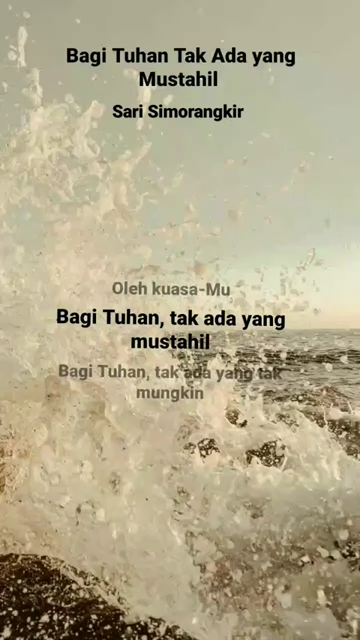 Bagi Tuhan Tak Ada yang
Mustahil
Sari Simorangkir
Oleh kuasa-Mu
Bagi Tuhan, tak ada yang
mustahil
Bagi Tuhan, tak ada yang tak
mungkin